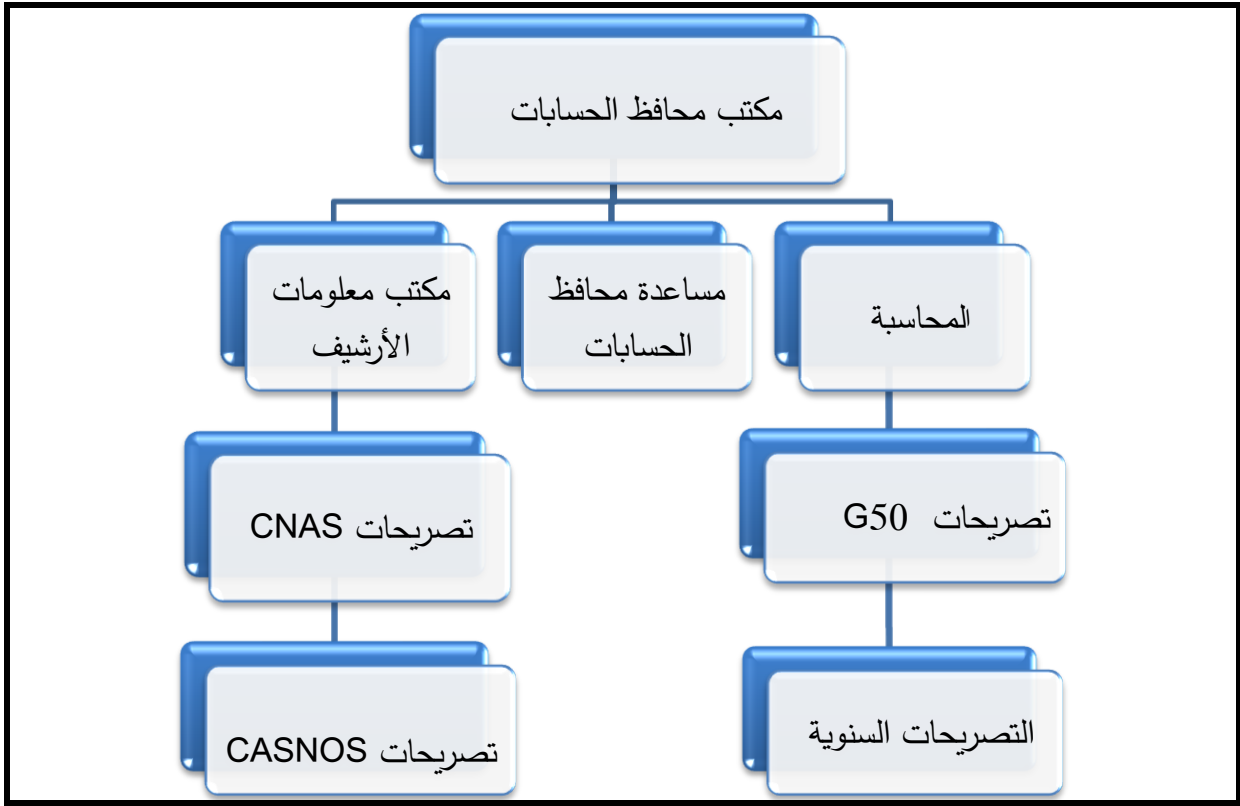 مكتب محافظ الحسابات
المحاسبة
مساعدة محافظ
الحسابات
مكتب معلومات
الأرشيف
تصريحات G50
تصريحات CNAS
التصريحات السنوية
تصريحات CASNOS